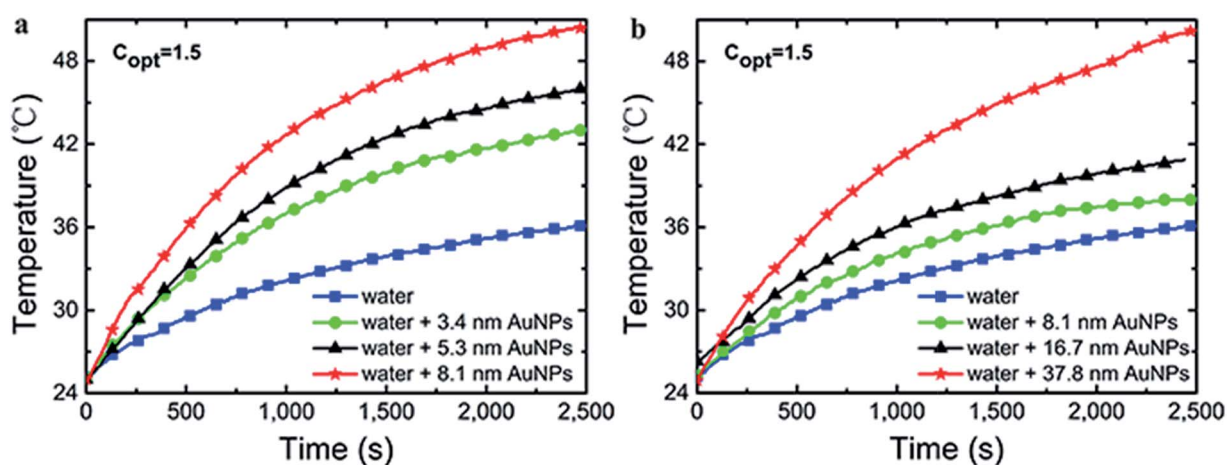 a
C_opt=1.5
Temperature (℃)
48
42
36
30
24
water
water + 3.4 nm AuNPs
water + 5.3 nm AuNPs
water + 8.1 nm AuNPs
0
500
1,000
1,500
2,000
2,500
Time (s)
b
C_opt=1.5
Temperature (℃)
48
42
36
30
24
water
water + 8.1 nm AuNPs
water + 16.7 nm AuNPs
water + 37.8 nm AuNPs
0
500
1,000
1,500
2,000
2,500
Time (s)